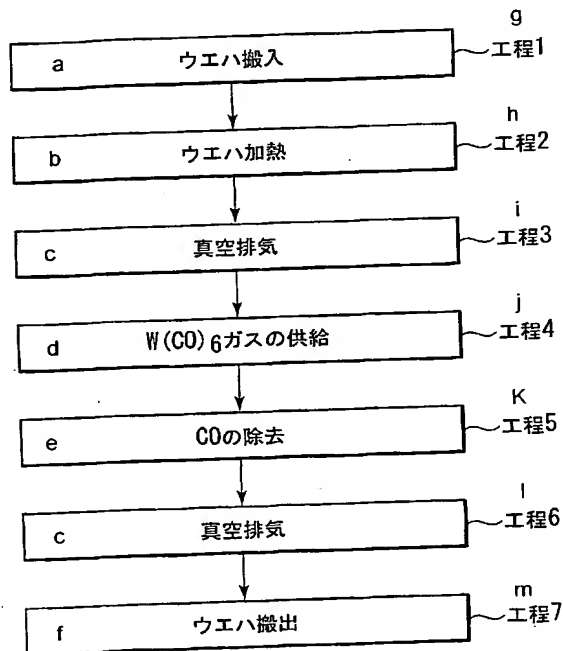 g
a ウエハ搬入 工程1
h
b ウエハ加熱 工程2
i
c 真空排気 工程3
j
d W(CO)6ガスの供給 工程4
K
e COの除去 工程5
l
c 真空排気 工程6
m
f ウエハ搬出 工程7